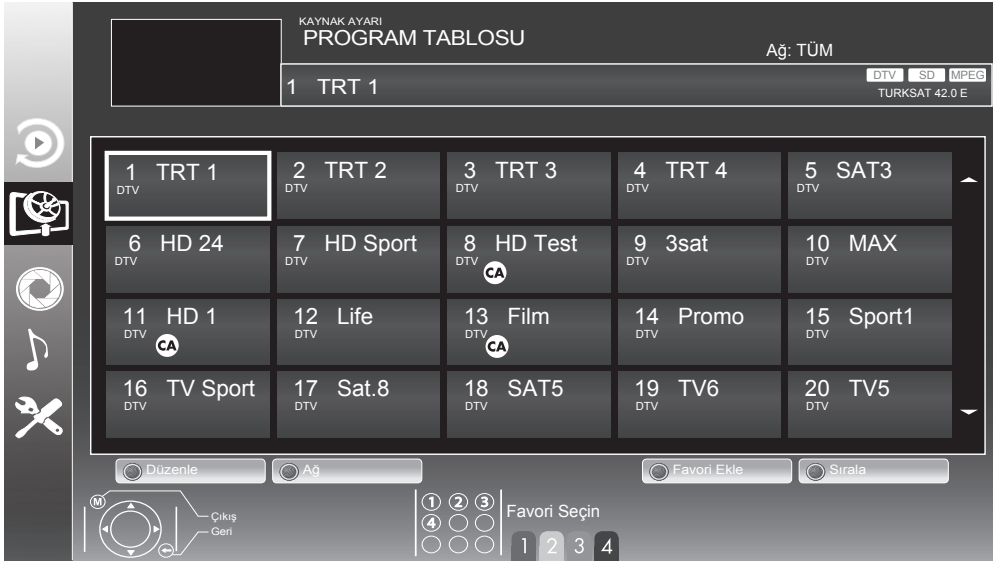 KAYNAK AYARI
PROGRAM TABLOSU
Ağ: TÜM
1 TRT 1
DTV SD MPEG
TURKSAT 42.0 E
1 TRT 1
DTV
2 TRT 2
DTV
3 TRT 3
DTV
4 TRT 4
DTV
5 SAT3
DTV
6 HD 24
DTV
7 HD Sport
DTV
8 HD Test
DTV
CA
9 3sat
DTV
10 MAX
DTV
11 HD 1
DTV
CA
12 Life
DTV
13 Film
DTV
CA
14 Promo
DTV
15 Sport1
DTV
16 TV Sport
DTV
17 Sat.8
DTV
18 SAT5
DTV
19 TV6
DTV
20 TV5
DTV
Düzenle
Ağ
Favori Ekle
Sırala
M
Çıkış
Geri
1 2 3
4
Favori Seçin
1 2 3 4